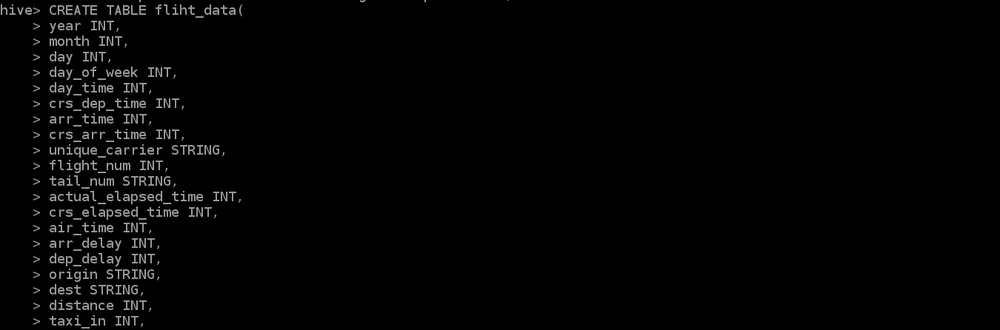 hive> CREATE TABLE fliht_data(
    > year INT,
    > month INT,
    > day INT,
    > day_of_week INT,
    > day_time INT,
    > crs_dep_time INT,
    > arr_time INT,
    > crs_arr_time INT,
    > unique_carrier STRING,
    > flight_num INT,
    > tail_num STRING,
    > actual_elapsed_time INT,
    > crs_elapsed_time INT,
    > air_time INT,
    > arr_delay INT,
    > dep_delay INT,
    > origin STRING,
    > dest STRING,
    > distance INT,
    > taxi_in INT,